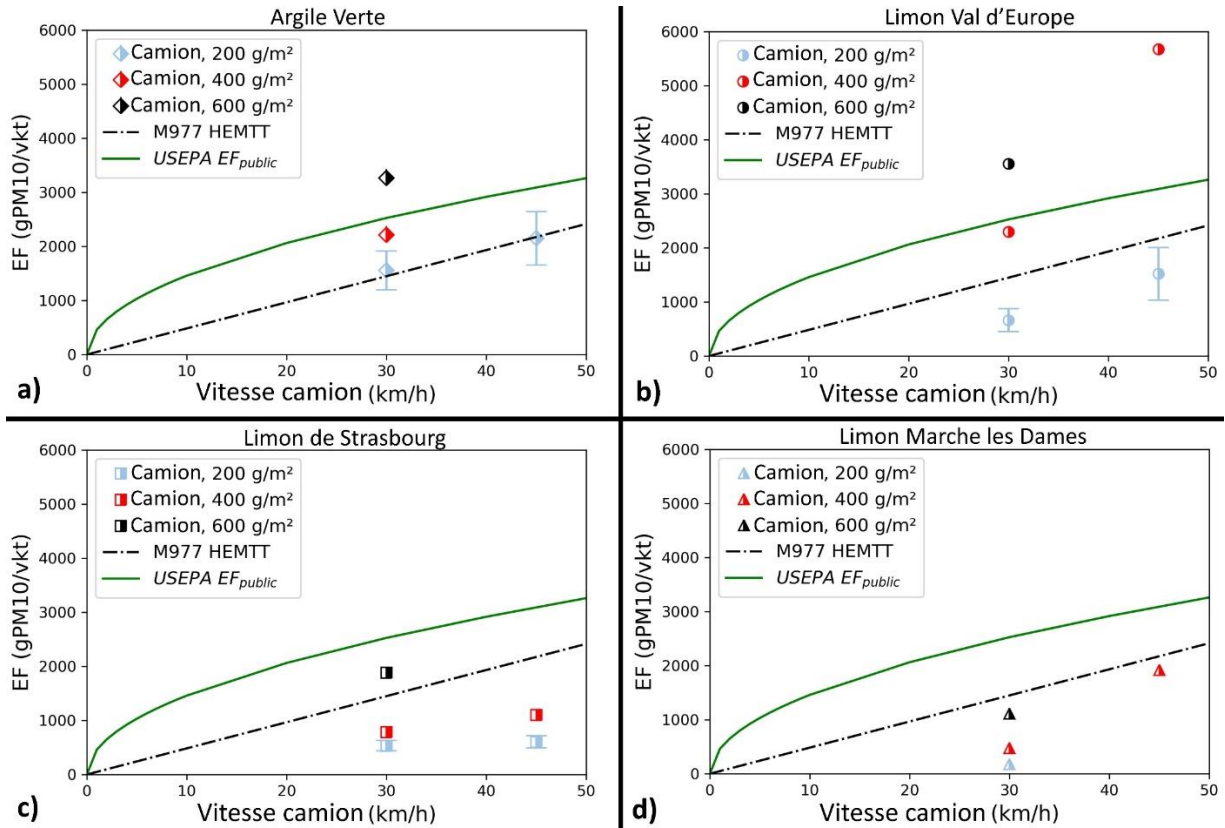 Argile Verte
Camion, 200 g/m²
Camion, 400 g/m²
Camion, 600 g/m²
M977 HEMTT
USEPA EFpublic
EF (gPM10/vkt)
6000
5000
4000
3000
2000
1000
0
0 10 20 30 40 50
a)
Vitesse camion (km/h)
Limon Val d'Europe
Camion, 200 g/m²
Camion, 400 g/m²
Camion, 600 g/m²
M977 HEMTT
USEPA EFpublic
EF (gPM10/vkt)
6000
5000
4000
3000
2000
1000
0
0 10 20 30 40 50
b)
Vitesse camion (km/h)
Limon de Strasbourg
Camion, 200 g/m²
Camion, 400 g/m²
Camion, 600 g/m²
M977 HEMTT
USEPA EFpublic
EF (gPM10/vkt)
6000
5000
4000
3000
2000
1000
0
0 10 20 30 40 50
c)
Vitesse camion (km/h)
Limon Marche les Dames
Camion, 200 g/m²
Camion, 400 g/m²
Camion, 600 g/m²
M977 HEMTT
USEPA EFpublic
EF (gPM10/vkt)
6000
5000
4000
3000
2000
1000
0
0 10 20 30 40 50
d)
Vitesse camion (km/h)